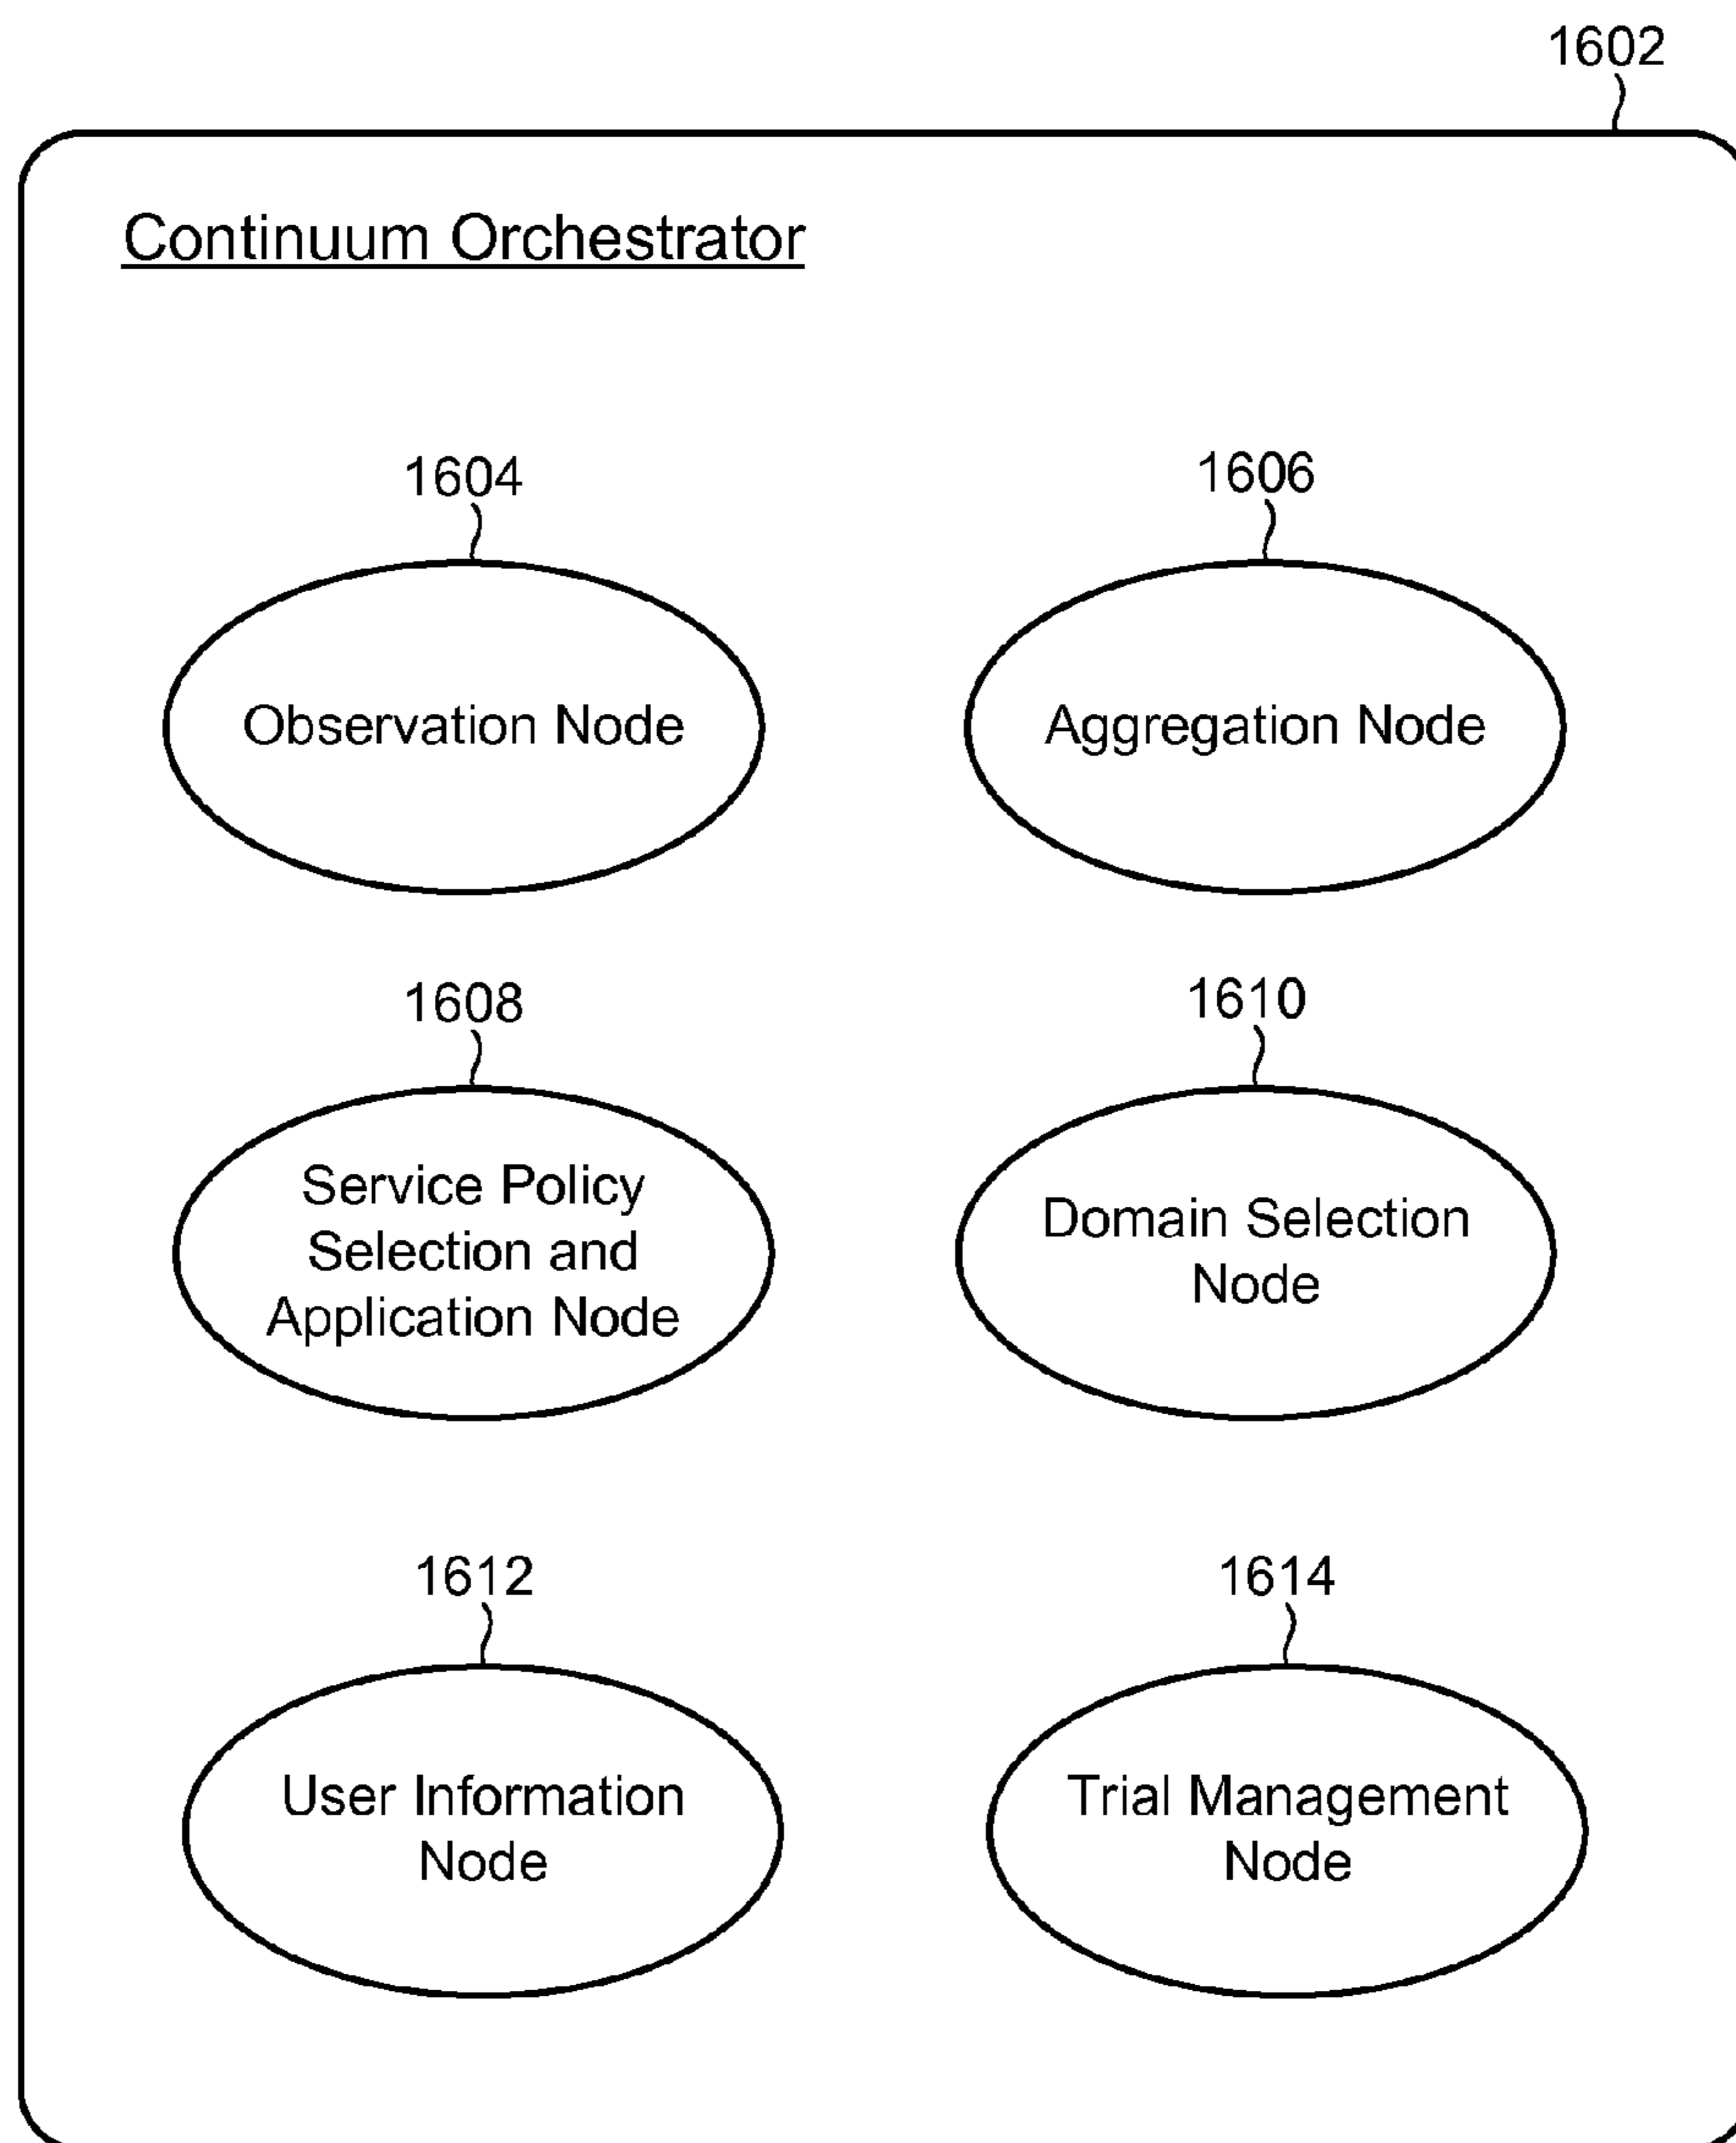 1602
Continuum Orchestrator
1604
1606
Observation Node
Aggregation Node
1608
1610
Service Policy
Selection and
Application Node
Domain Selection
Node
1612
1614
User Information
Node
Trial Management
Node